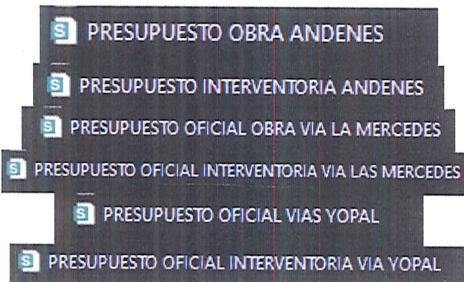 PRESUPUESTO OBRA ANDENES
PRESUPUESTO INTERVENTORIA ANDENES
PRESUPUESTO OFICIAL OBRA VIA LA MERCEDES
PRESUPUESTO OFICIAL INTERVENTORIA VIA LAS MERCEDES
PRESUPUESTO OFICIAL VIAS YOPAL
PRESUPUESTO OFICIAL INTERVENTORIA VIA YOPAL